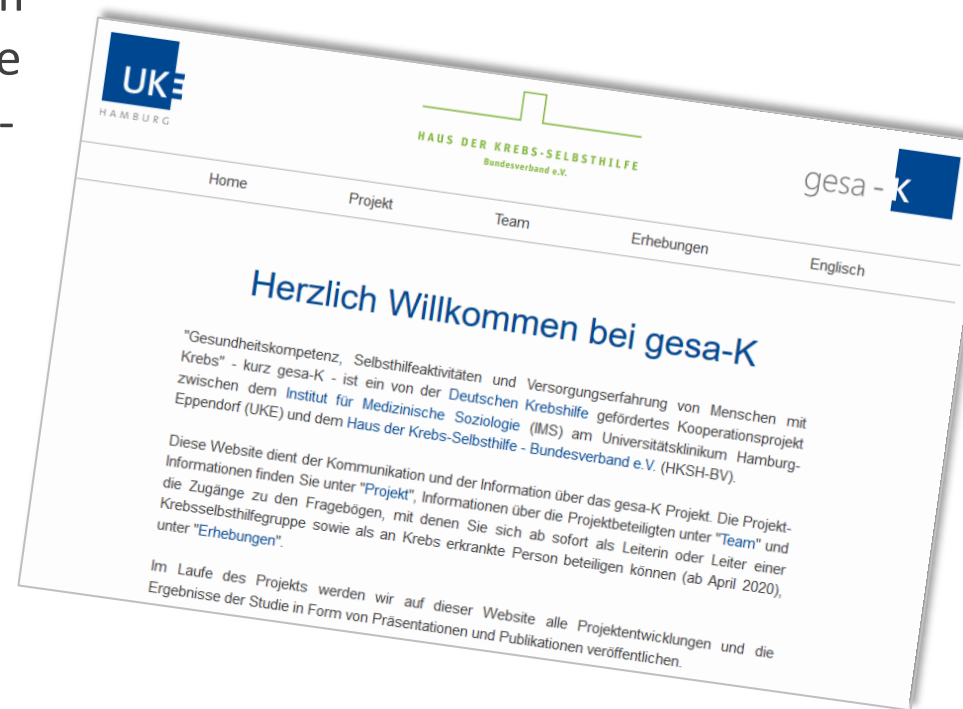 n
e
-
UKE
HAMBURG
HAUS DER KREBS-SELBSTHILFE
Bundesverband e.V.
gesa - K
Home Projekt Team Erhebungen Englisch
Herzlich Willkommen bei gesa-K
"Gesundheitskompetenz, Selbsthilfeaktivitäten und Versorgungserfahrung von Menschen mit
Krebs" - kurz gesa-K - ist ein von der Deutschen Krebshilfe gefördertes Kooperationsprojekt
zwischen dem Institut für Medizinische Soziologie (IMS) am Universitätsklinikum Hamburg-
Eppendorf (UKE) und dem Haus der Krebs-Selbsthilfe - Bundesverband e.V. (HKSH-BV).
Diese Website dient der Kommunikation und der Information über das gesa-K Projekt. Die Projekt-
Informationen finden Sie unter "Projekt", Informationen über die Projektbeteiligten unter "Team" und
die Zugänge zu den Fragebögen, mit denen Sie sich ab sofort als Leiterin oder Leiter einer
Krebsselbsthilfegruppe sowie als an Krebs erkrankte Person beteiligen können (ab April 2020),
unter "Erhebungen".
Im Laufe des Projekts werden wir auf dieser Website alle Projektentwicklungen und die
Ergebnisse der Studie in Form von Präsentationen und Publikationen veröffentlichen.